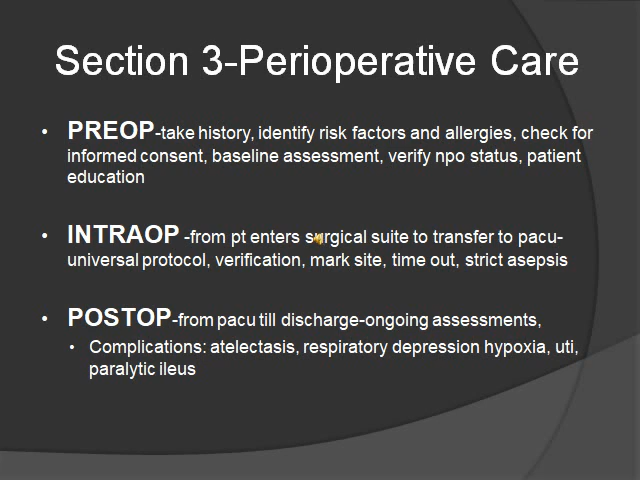 Section 3-Perioperative Care
• PREOP-take history, identify risk factors and allergies, check for
informed consent, baseline assessment, verify npo status, patient
education
• INTRAOP -from pt enters surgical suite to transfer to pacu-
universal protocol, verification, mark site, time out, strict asepsis
• POSTOP-from pacu till discharge-ongoing assessments,
• Complications: atelectasis, respiratory depression hypoxia, uti,
paralytic ileus